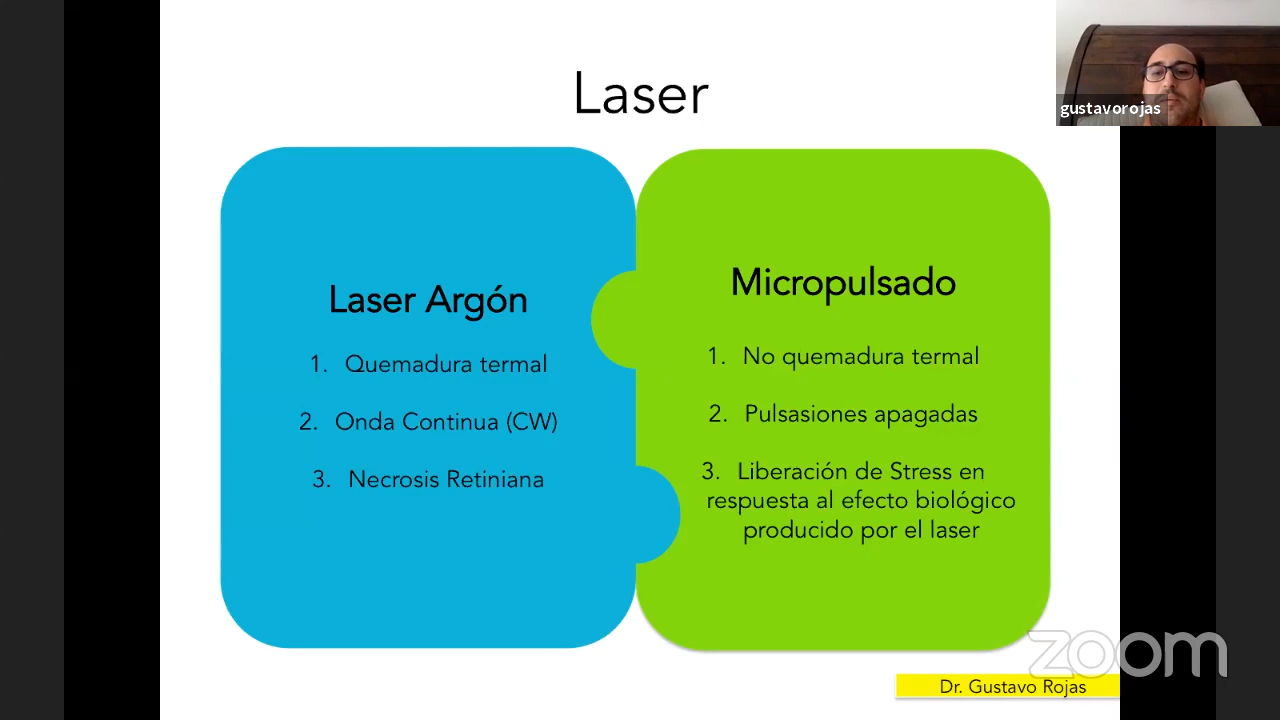 Laser
gustavorojas
Laser Argón
1. Quemadura termal
2. Onda Continua (CW)
3. Necrosis Retiniana
Micropulsado
1. No quemadura termal
2. Pulsasiones apagadas
3. Liberación de Stress en
respuesta al efecto biológico
producido por el laser
zoom
Dr. Gustavo Rojas